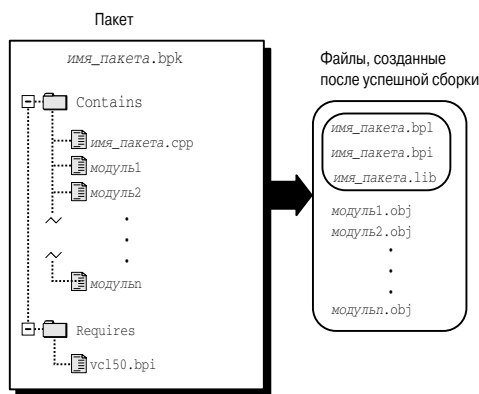 Пакет
имя_пакета.bpk
Contains
имя_пакета.cpp
модуль1
модуль2
модульn
Requires
vcl50.bpi
Файлы, созданные
после успешной сборки
имя_пакета.bpl
имя_пакета.bpi
имя_пакета.lib
модуль1.obj
модуль2.obj
модульn.obj